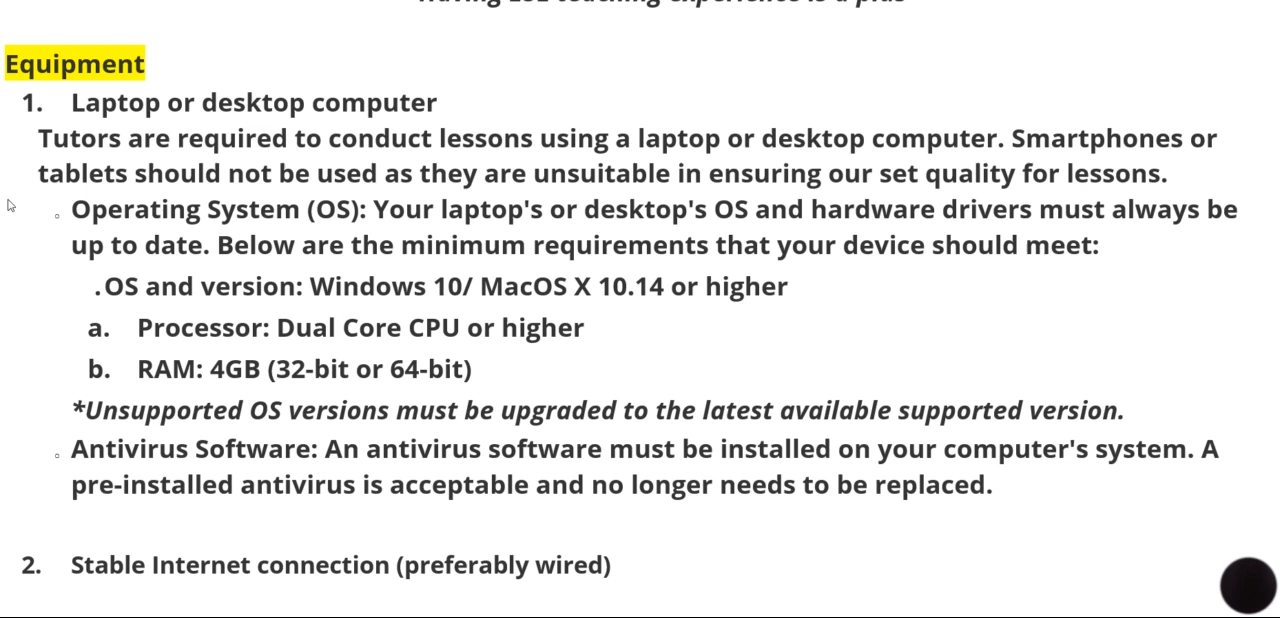 Having ESL teaching experience is a plus
Equipment
1. Laptop or desktop computer
Tutors are required to conduct lessons using a laptop or desktop computer. Smartphones or
tablets should not be used as they are unsuitable in ensuring our set quality for lessons.
Operating System (OS): Your laptop's or desktop's OS and hardware drivers must always be
up to date. Below are the minimum requirements that your device should meet:
. OS and version: Windows 10/ MacOS X 10.14 or higher
a. Processor: Dual Core CPU or higher
b. RAM: 4GB (32-bit or 64-bit)
*Unsupported OS versions must be upgraded to the latest available supported version.
Antivirus Software: An antivirus software must be installed on your computer's system. A
pre-installed antivirus is acceptable and no longer needs to be replaced.
2. Stable Internet connection (preferably wired)